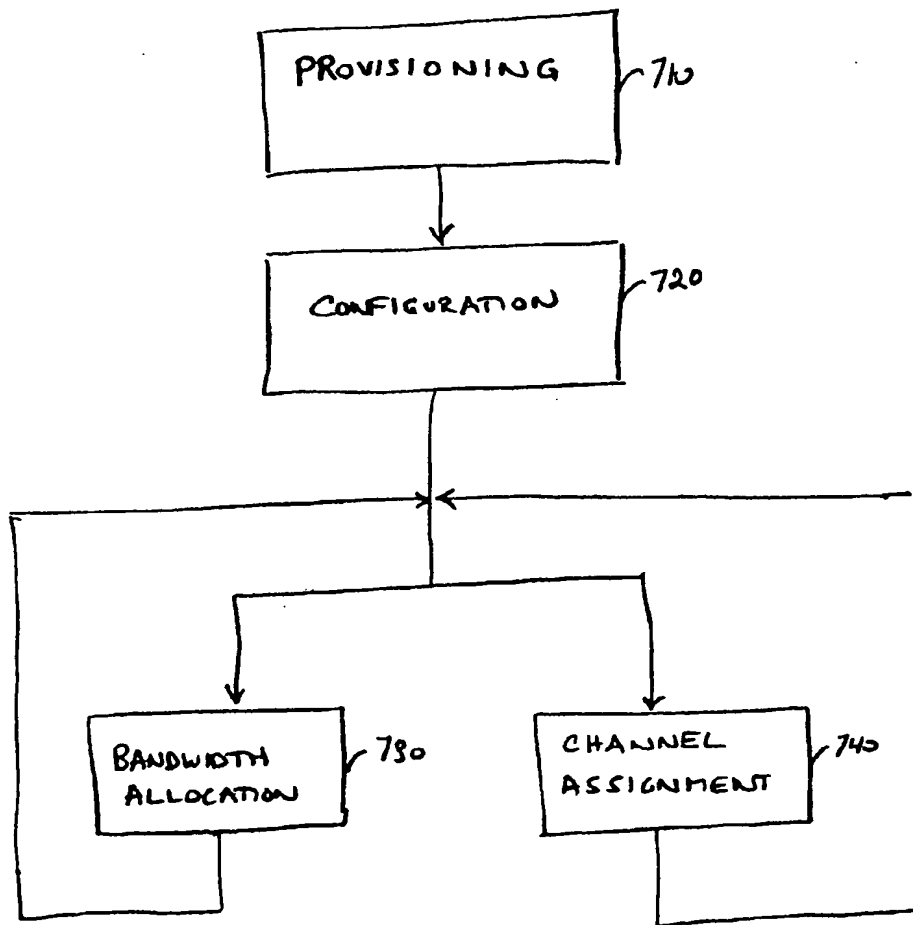 PROVISIONING
710
CONFIGURATION
720
BANDWIDTH
ALLOCATION
730
CHANNEL
ASSIGNMENT
740